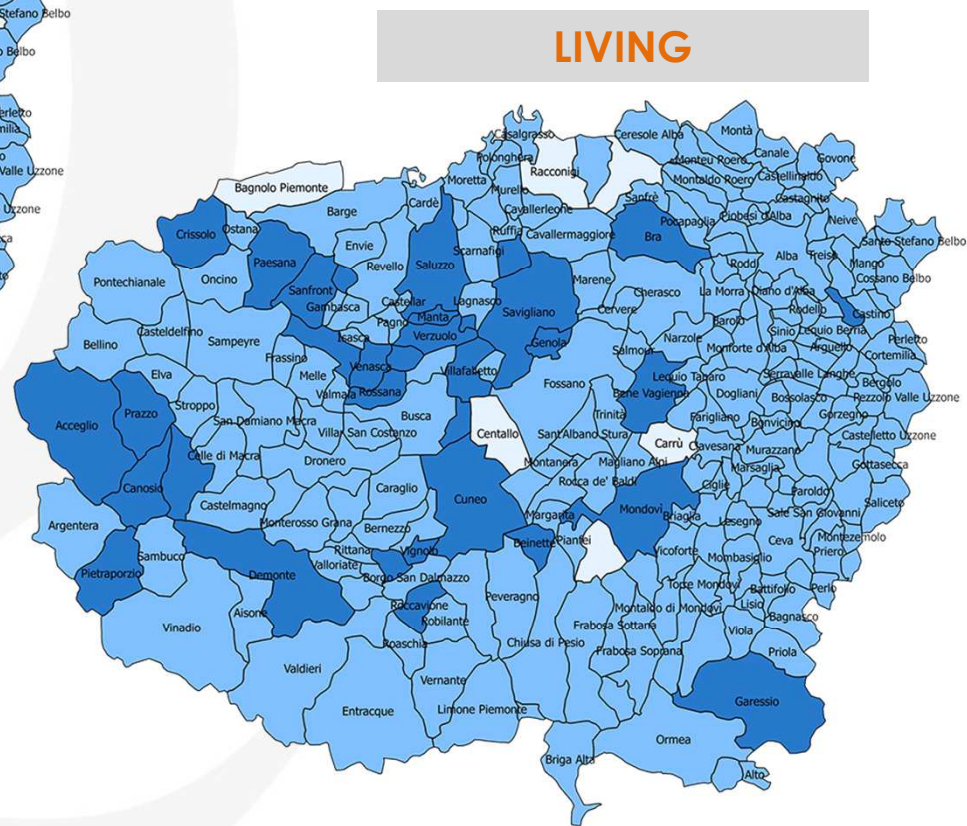 Stefano Belbo
Belbo
Valle Uzzone
Uzzone
LIVING
Casalgrasso
Ceresole Alba
Montà
Polonghera
Monteu Roero
Canale
Govone
Racconigi
Moretta
Montaldo Roero
Castellinaldo
Bagnolo Piemonte
Murello
Sanfrè
Castagnito
Barge
Cardè
Cavallerleone
Pocapaglia
Piobesi d'Alba
Neive
Crissolo
Ostana
Ruffia
Cavallermaggiore
Bra
Santo Stefano Belbo
Envie
Scarnafigi
Alba
Treiso
Paesana
Revello
Saluzzo
Roddi
Mango
Pontechianale
Oncino
Marene
Cossano Belbo
Sanfront
Cherasco
La Morra
Diano d'Alba
Gambasca
Castellar
Lagnasco
Savigliano
Cervere
Rodello
Castino
Pagno
Manta
Barolo
Casteldelfino
Sinio
Lequio Berria
Bellino
Sampeyre
Isasca
Verzuolo
Genola
Narzole
Perletto
Frassino
Salmour
Monforte d'Alba
Arguello
Cortemilia
Elva
Melle
Venasca
Villafalletto
Lequio Tanaro
Serravalle Langhe
Bergolo
Valmala
Rossana
Fossano
Bene Vagienna
Dogliani
Bossolasco
Pezzolo Valle Uzzone
Prazzo
Stroppo
Busca
Trinità
Farigliano
Gorzegno
Acceglio
San Damiano Macra
Bonvicino
Villar San Costanzo
Centallo
Sant'Albano Stura
Carrù
Clavesana
Castelletto Uzzone
Celle di Macra
Dronero
Montanera
Magliano Alpi
Murazzano
Gottasecca
Canosio
Caraglio
Rocca de' Baldi
Marsaglia
Castelmagno
Cuneo
Ciglié
Paroldo
Saliceto
Argentera
Monterosso Grana
Bernezzo
Margarita
Mondovì
Briaglia
Lesegno
Sale San Giovanni
Rittana
Vignolo
Beinette
Pianfei
Ceva
Montezemolo
Sambuco
Valloriate
Vicoforte
Mombasiglio
Priero
Pietraporzio
Demonte
Borgo San Dalmazzo
Torre Mondovì
Battifollo
Perlo
Aisone
Roccavione
Peveragno
Montaldo di Mondovì
Lisio
Bagnasco
Vinadio
Robilante
Frabosa Sottana
Viola
Roaschia
Chiusa di Pesio
Frabosa Soprana
Priola
Valdieri
Vernante
Garessio
Entracque
Limone Piemonte
Ormea
Briga Alta
Alto